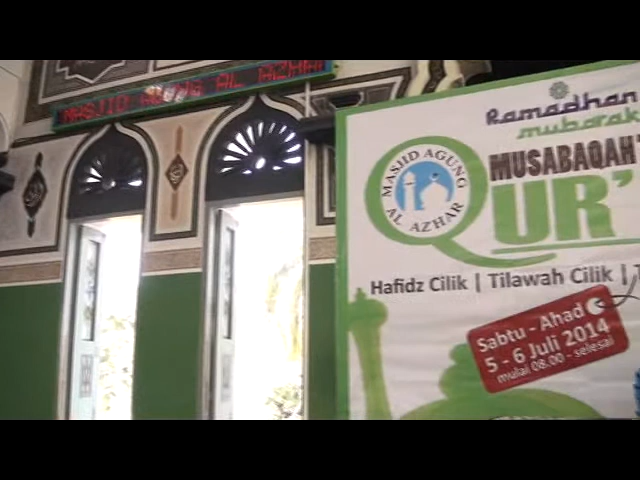 MASJID AGUNG AL AZHAR
Ramadhan
mubarak
MASJID AGUNG
AL AZHAR
MUSABAQAH
QUR'
Hafidz Cilik | Tilawah Cilik |
Sabtu - Ahad
5 - 6 Juli 2014
mulai 08.00 - selesai